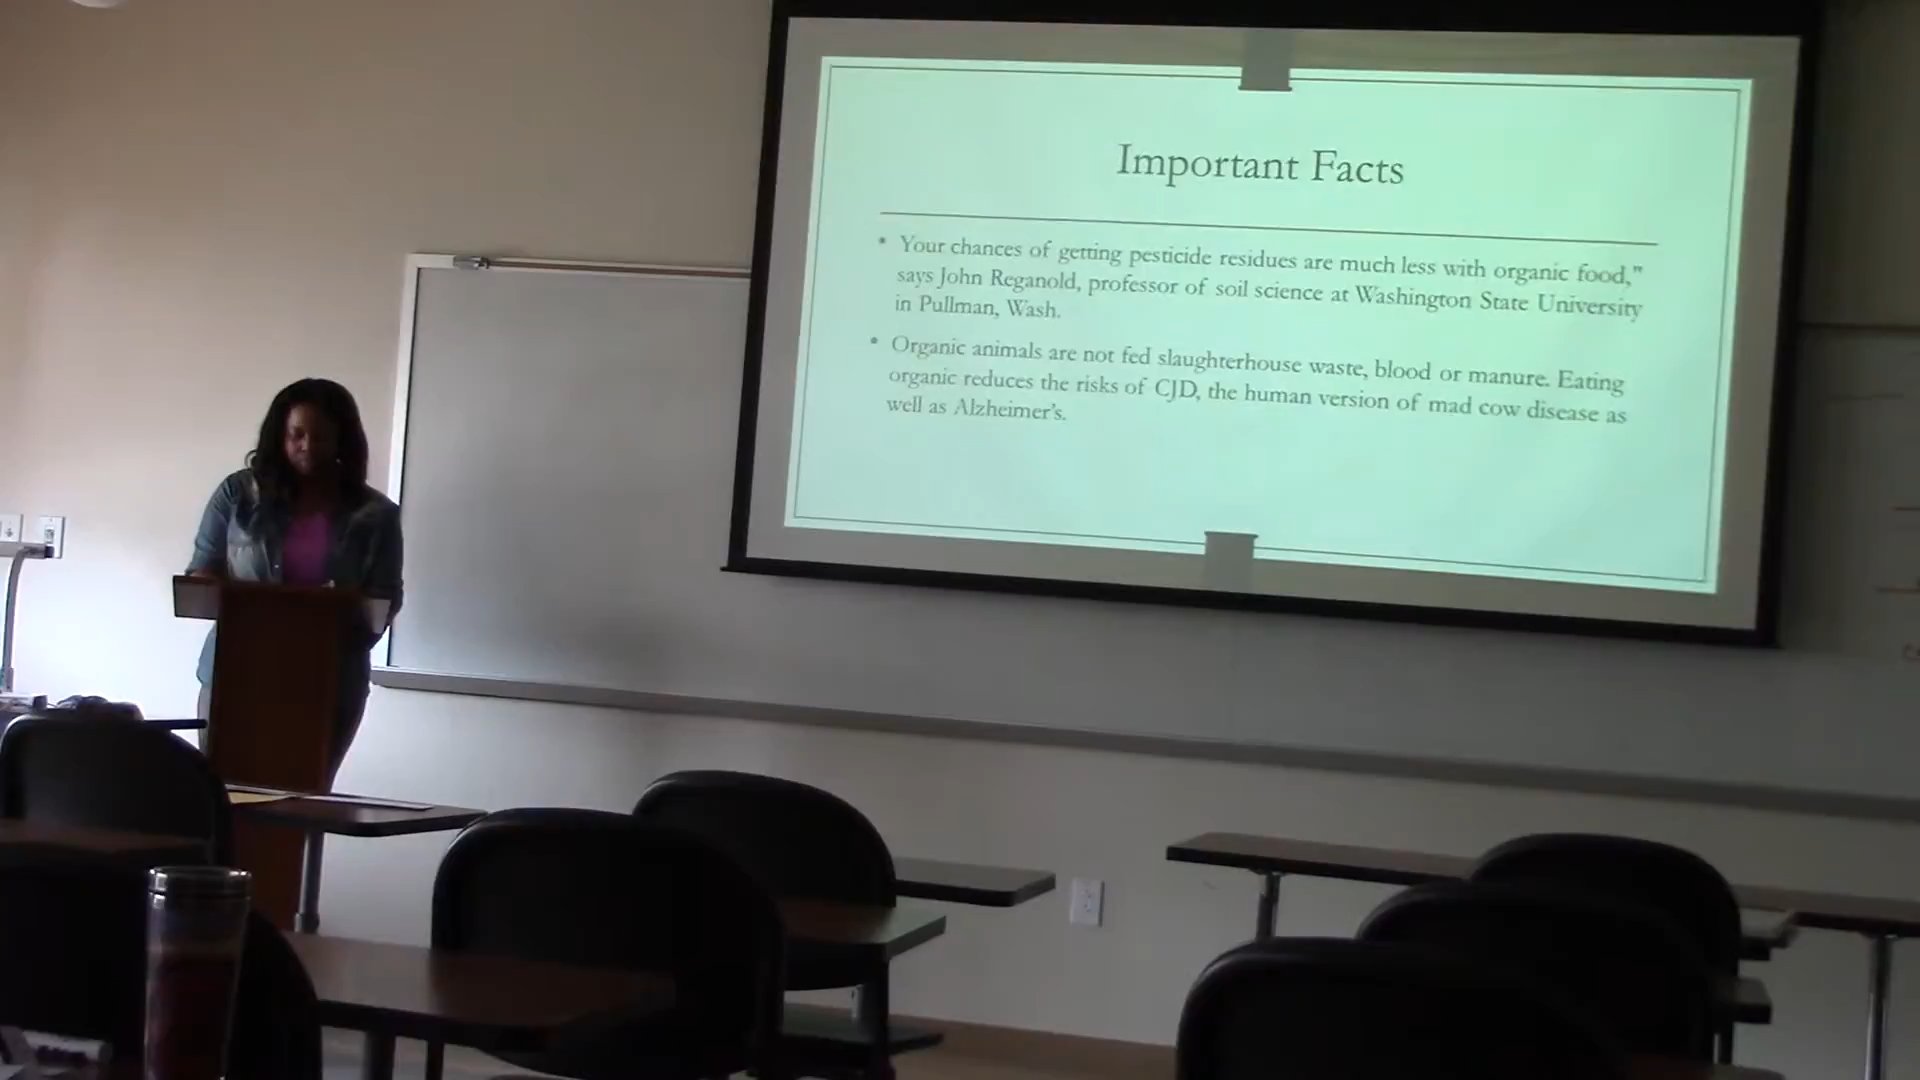 Important Facts
• Your chances of getting pesticide residues are much less with organic food,"
says John Reganold, professor of soil science at Washington State University
in Pullman, Wash.
• Organic animals are not fed slaughterhouse waste, blood or manure. Eating
organic reduces the risks of CJD, the human version of mad cow disease as
well as Alzheimer's.